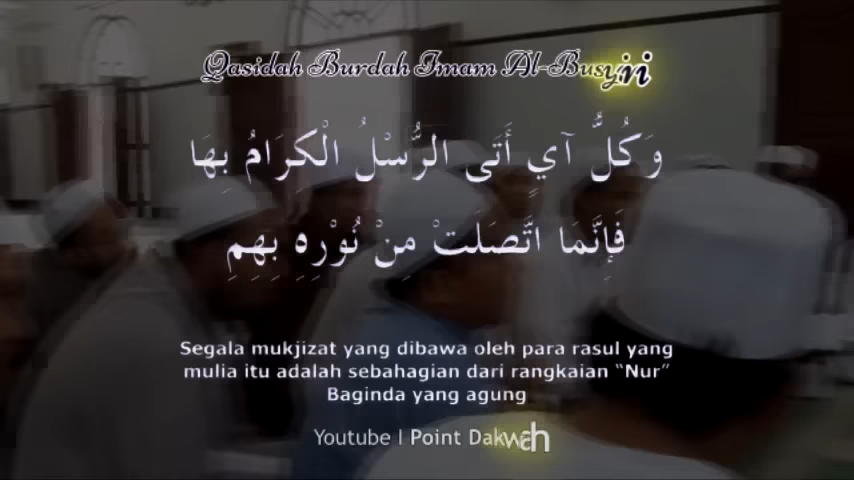 Qasidah Burdah Imam Al-Busyiri
وَكُلُّ آيٍ أَتَى الرُّسْلُ الْكِرَامُ بِهَا
فَإِنَّمَا اتَّصَلَتْ مِنْ نُوْرِهِ بِهِمِ
Segala mukjizat yang dibawa oleh para rasul yang
mulia itu adalah sebahagian dari rangkaian “Nur”
Baginda yang agung
Youtube | Point Dakwah